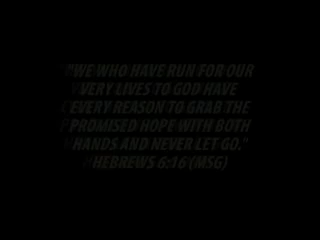 "WE WHO HAVE RUN FOR OUR
VERY LIVES TO GOD HAVE
EVERY REASON TO GRAB THE
PROMISED HOPE WITH BOTH
HANDS AND NEVER LET GO."
HEBREWS 6:16 (MSG)